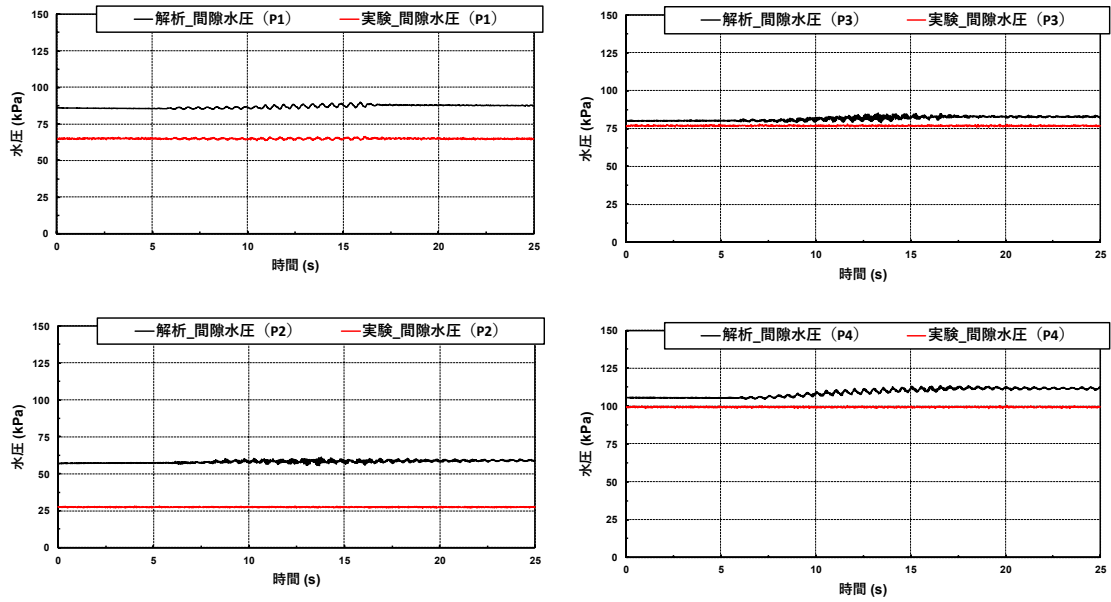 解析_間隙水圧（P1） 実験_間隙水圧（P1）
150
125
100
75
50
25
0
水圧 (kPa)
0 5 10 15 20 25
時間 (s)
解析_間隙水圧（P3） 実験_間隙水圧（P3）
150
125
100
75
50
25
0
水圧 (kPa)
0 5 10 15 20 25
時間 (s)
解析_間隙水圧（P2） 実験_間隙水圧（P2）
150
125
100
75
50
25
0
水圧 (kPa)
0 5 10 15 20 25
時間 (s)
解析_間隙水圧（P4） 実験_間隙水圧（P4）
150
125
100
75
50
25
0
水圧 (kPa)
0 5 10 15 20 25
時間 (s)